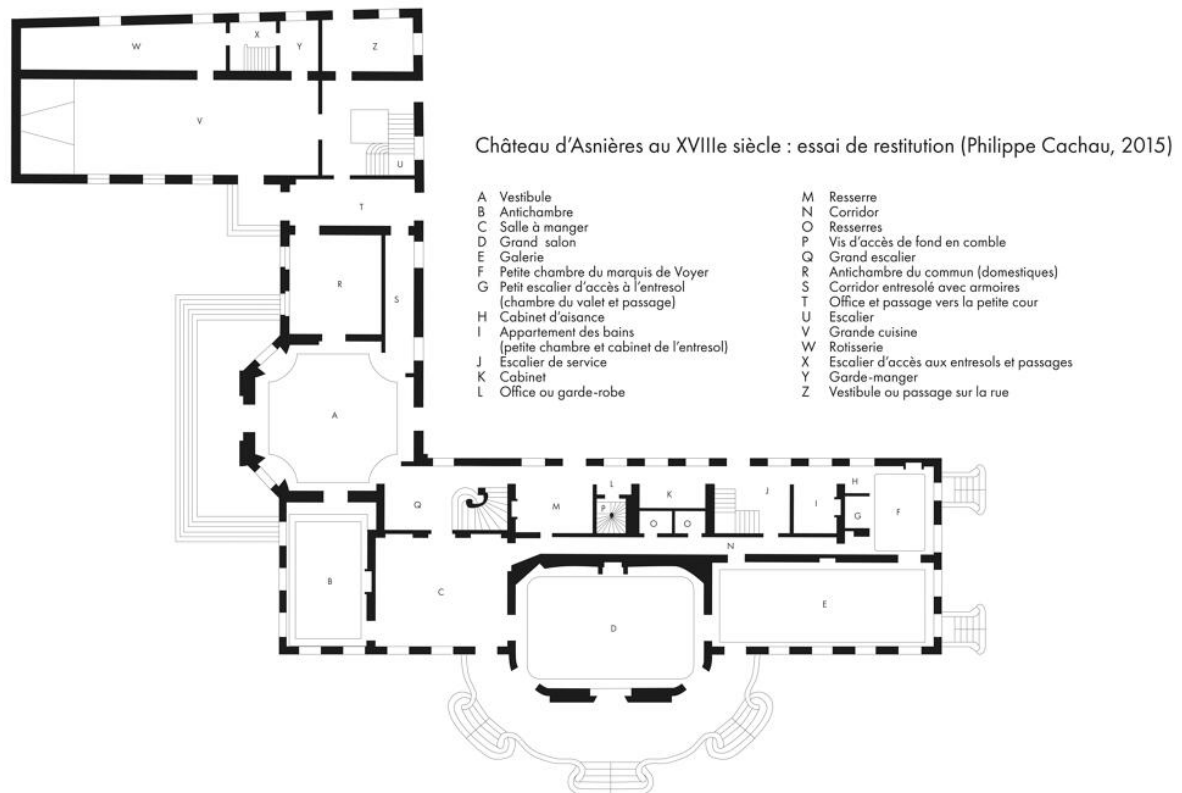 Château d'Asnières au XVIIIe siècle : essai de restitution (Philippe Cachau, 2015)
A Vestibule
B Antichambre
C Salle à manger
D Grand salon
E Galerie
F Petite chambre du marquis de Voyer
G Petit escalier d'accès à l'entresol
(chambre du valet et passage)
H Cabinet d'aisance
I Appartement des bains
(petite chambre et cabinet de l'entresol)
J Escalier de service
K Cabinet
L Office ou garde-robe
M Resserre
N Corridor
O Resserres
P Vis d'accès de fond en comble
Q Grand escalier
R Antichambre du commun (domestiques)
S Corridor entresolé avec armoires
T Office et passage vers la petite cour
U Escalier
V Grande cuisine
W Rotisserie
X Escalier d'accès aux entresols et passages
Y Garde-manger
Z Vestibule ou passage sur la rue
W
X
Y
Z
V
U
T
R
S
A
Q
M
L
P
K
O
O
J
I
H
G
F
N
B
C
D
E